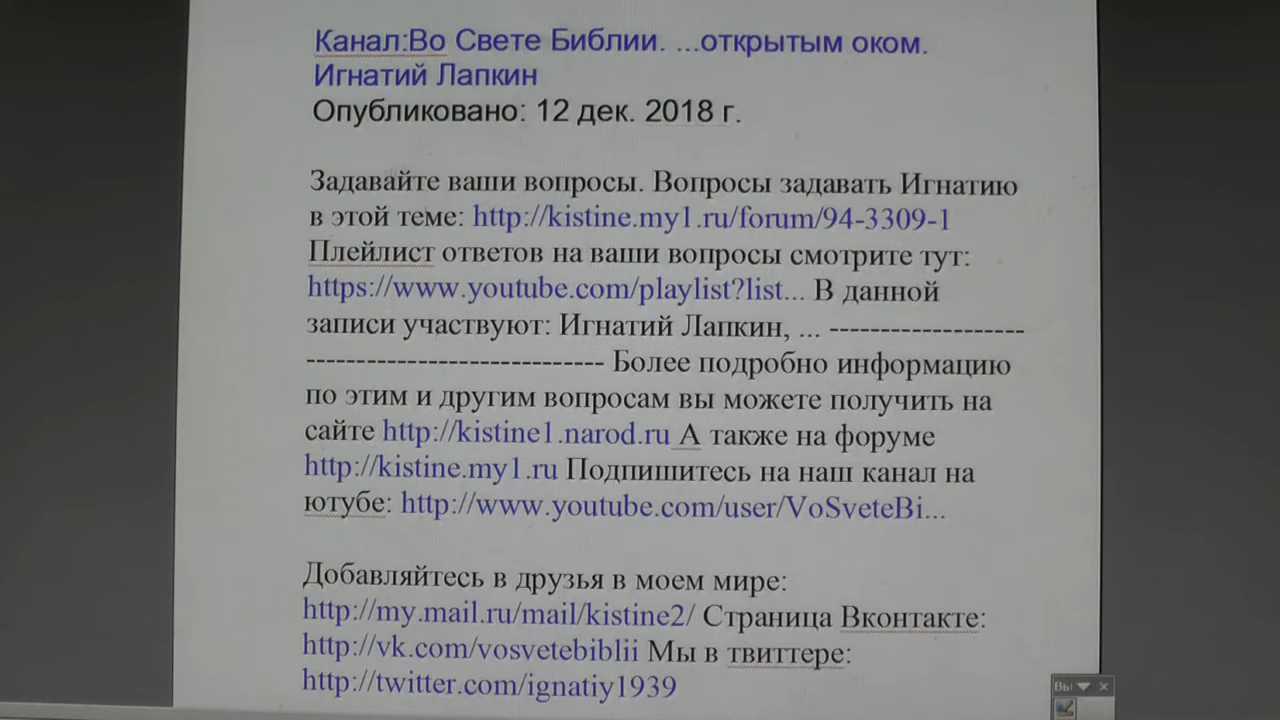 Канал:Во Свете Библии. ...открытым оком.
Игнатий Лапкин
Опубликовано: 12 дек. 2018 г.
Задавайте ваши вопросы. Вопросы задавать Игнатию
в этой теме: http://kistine.my1.ru/forum/94-3309-1
Плейлист ответов на ваши вопросы смотрите тут:
https://www.youtube.com/playlist?list... В данной
записи участвуют: Игнатий Лапкин, ... -------------------
----------------------------- Более подробно информацию
по этим и другим вопросам вы можете получить на
сайте http://kistine1.narod.ru А также на форуме
http://kistine.my1.ru Подпишитесь на наш канал на
ютубе: http://www.youtube.com/user/VoSveteBi...
Добавляйтесь в друзья в моем мире:
http://my.mail.ru/mail/kistine2/ Страница Вконтакте:
http://vk.com/vosvetebiblii Мы в твиттере:
http://twitter.com/ignatiy1939